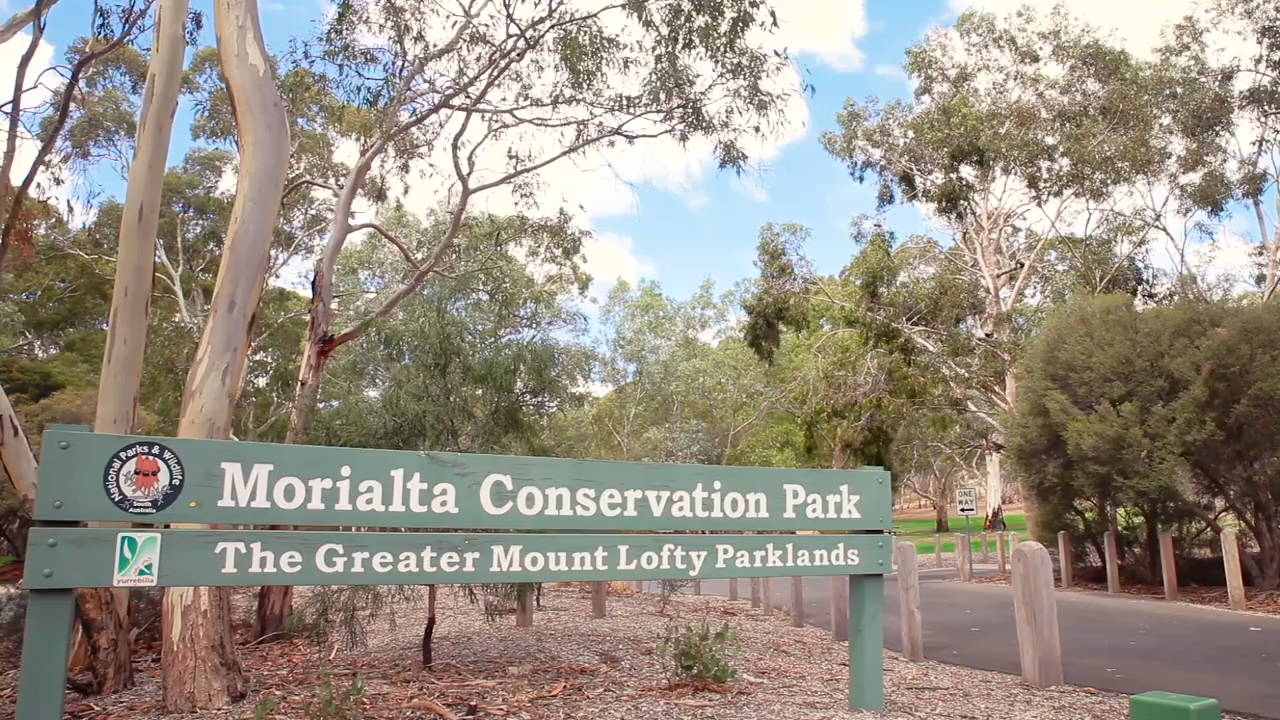 National Parks & Wildlife
South
Australia
Morialta Conservation Park
yurrebilla
The Greater Mount Lofty Parklands
ONE
WAY